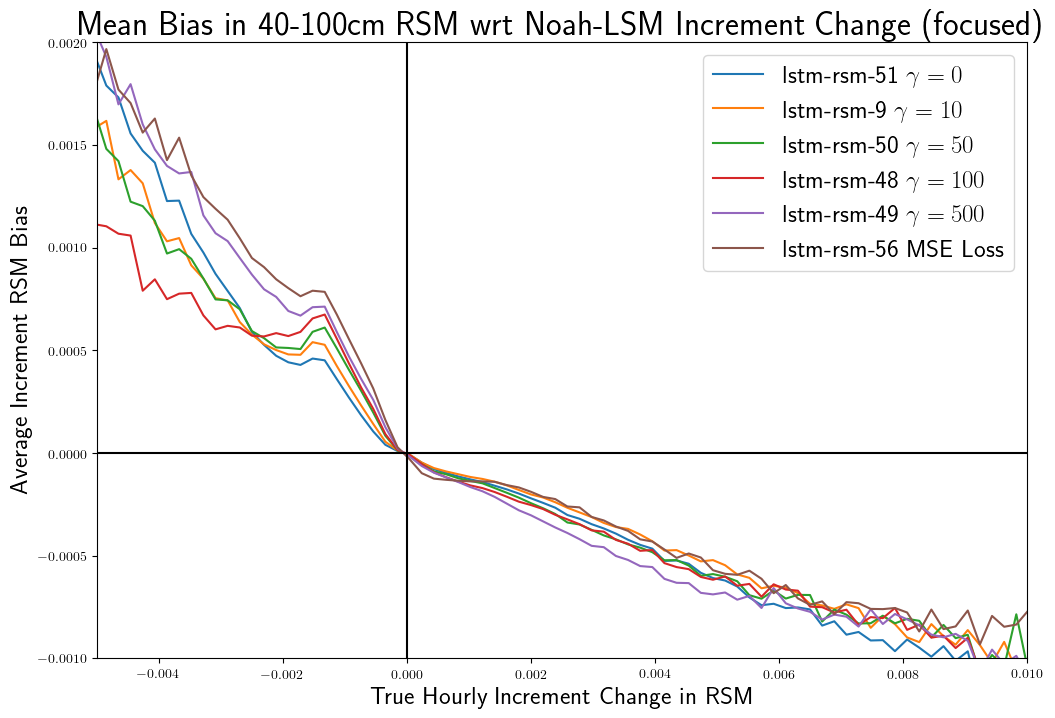 Mean Bias in 40-100cm RSM wrt Noah-LSM Increment Change (focused)
0.0020
0.0015
0.0010
0.0005
0.0000
−0.0005
−0.0010
Average Increment RSM Bias
lstm-rsm-51 γ = 0
lstm-rsm-9 γ = 10
lstm-rsm-50 γ = 50
lstm-rsm-48 γ = 100
lstm-rsm-49 γ = 500
lstm-rsm-56 MSE Loss
−0.004 −0.002 0.000 0.002 0.004 0.006 0.008 0.010
True Hourly Increment Change in RSM